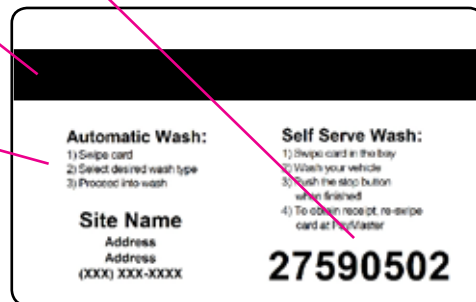 Automatic Wash:
1) Swipe card
2) Select desired wash type
3) Proceed into wash
Site Name
Address
Address
(XXX) XXX-XXXX
Self Serve Wash:
1) Swipe card in the bay
2) Wash your vehicle
3) Push the stop button
when finished
4) To obtain receipt, re-swipe
card at PayMaster
27590502